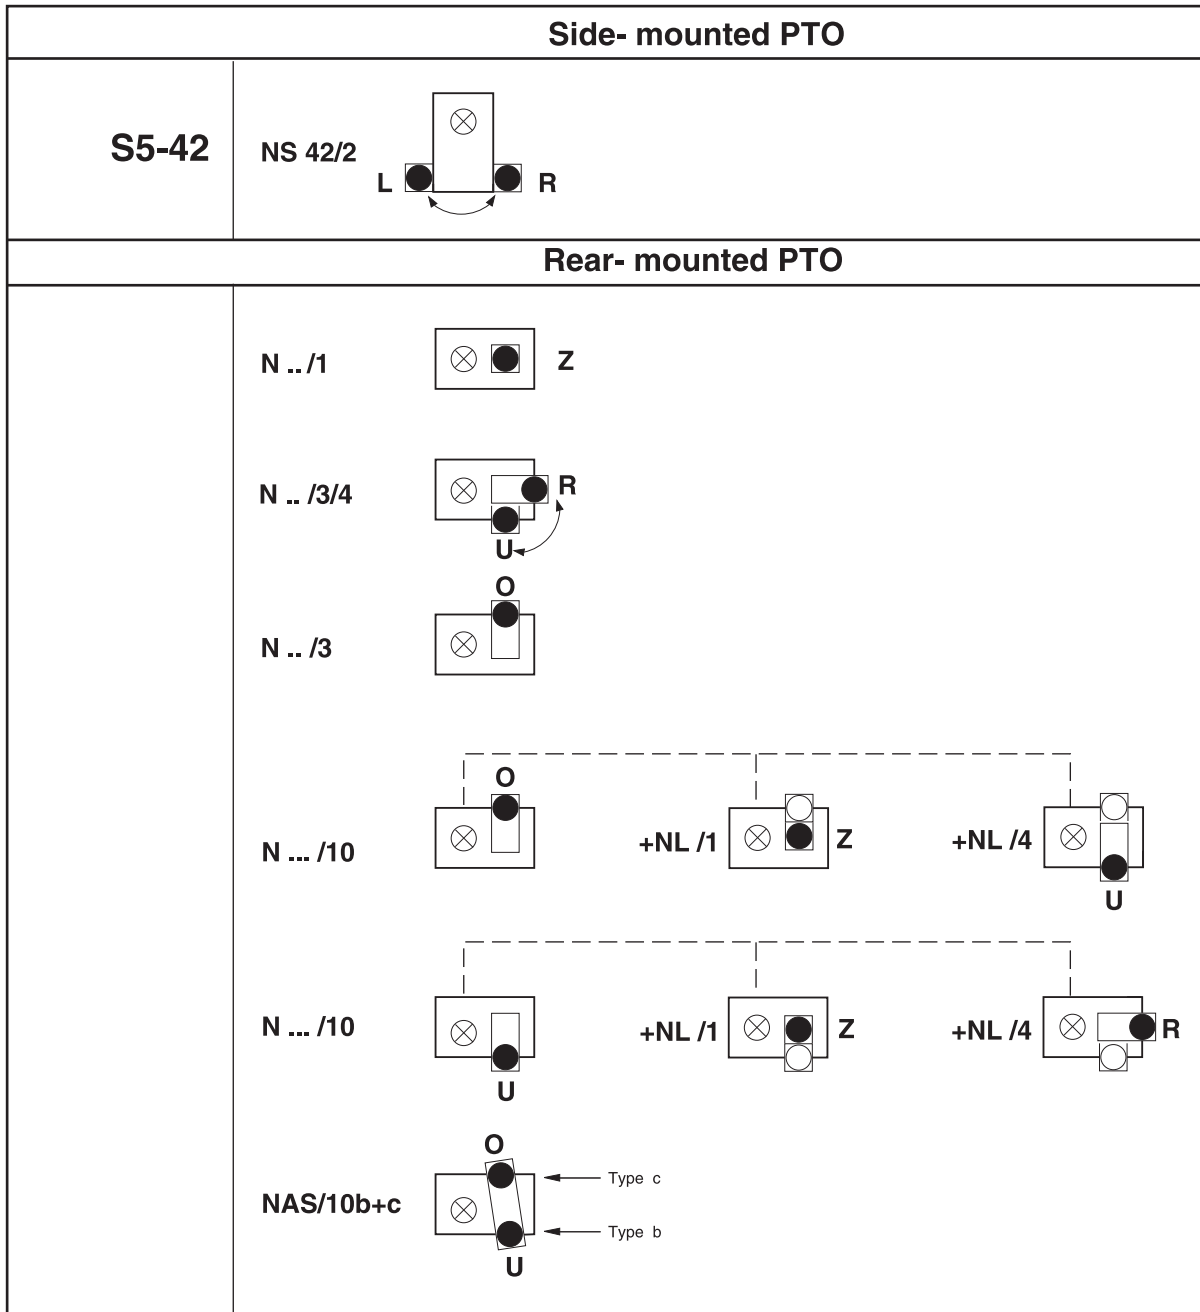 Side- mounted PTO
S5-42
NS 42/2
L
R
Rear- mounted PTO
N .. /1
Z
N .. /3/4
R
U
O
N .. /3
O
N ... /10
+NL /1
Z
+NL /4
U
N ... /10
U
+NL /1
Z
+NL /4
R
O
Type c
NAS/10b+c
Type b
U